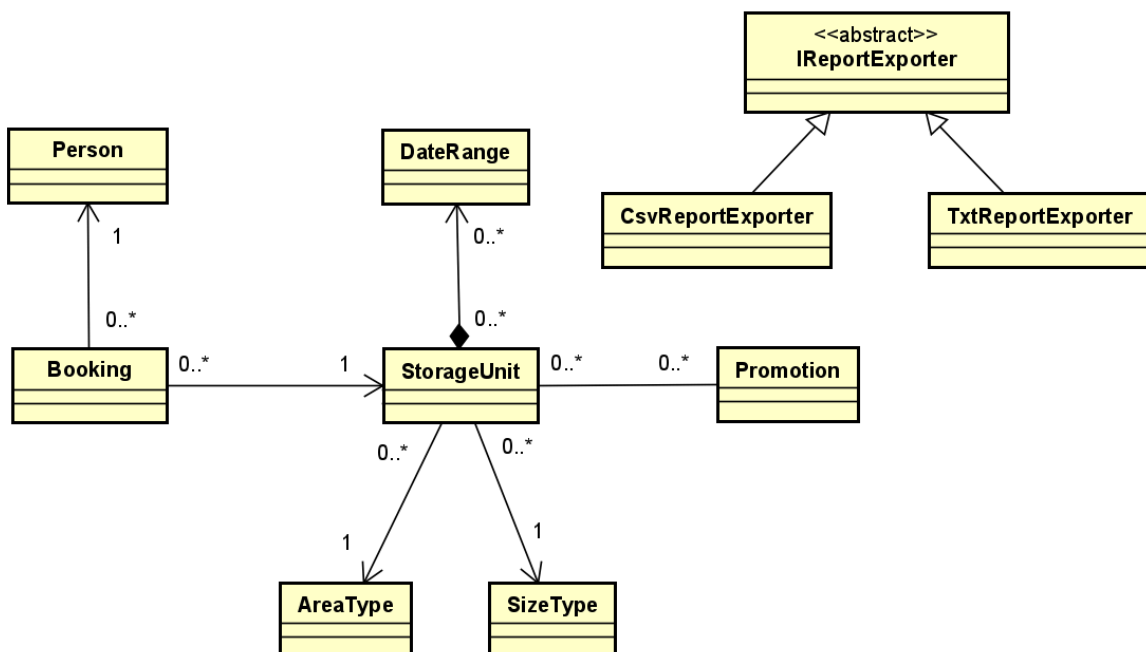 <<abstract>>
IReportExporter
Person
DateRange
CsvReportExporter
TxtReportExporter
1
0..*
0..*
0..*
Booking
0..*
1
StorageUnit
0..*
0..*
Promotion
0..*
0..*
1
1
AreaType
SizeType